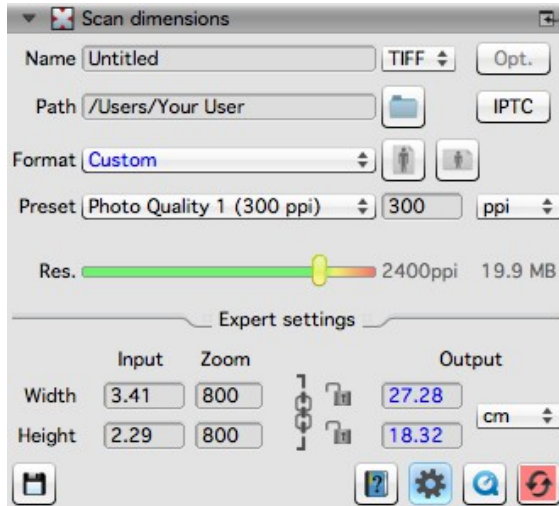 Scan dimensions
Name Untitled TIFF Opt.
Path /Users/Your User IPTC
Format Custom
Preset Photo Quality 1 (300 ppi) 300 ppi
Res. 2400ppi 19.9 MB
Expert settings
Input Zoom Output
Width 3.41 800 27.28
cm
Height 2.29 800 18.32
?